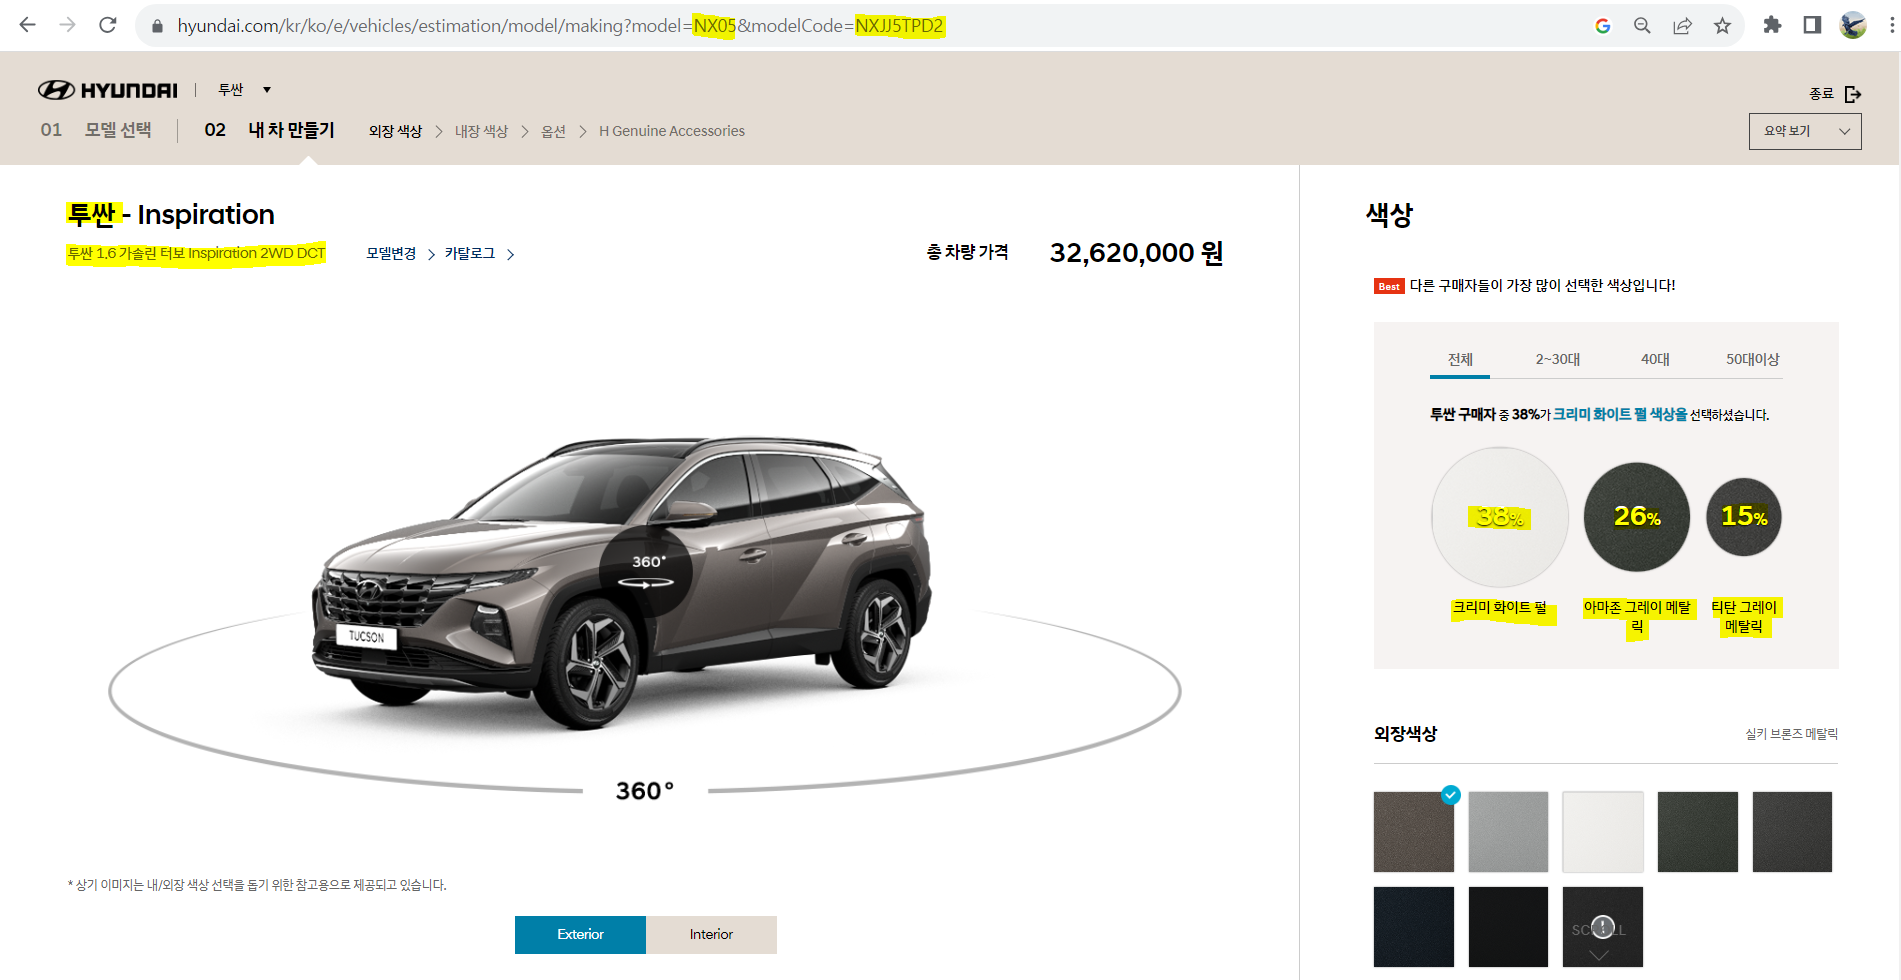 hyundai.com/kr/ko/e/vehicles/estimation/model/making?model=NX05&modelCode=NXJJ5TPD2
HYUNDAI 투싼
종료
01 모델 선택 02 내 차 만들기 외장 색상 내장 색상 옵션 H Genuine Accessories
요약 보기
투싼 - Inspiration
투싼 1.6 가솔린 터보 Inspiration 2WD DCT 모델변경 카탈로그
총 차량 가격 32,620,000 원
360°
TUCSON
360°
* 상기 이미지는 내/외장 색상 선택을 돕기 위한 참고용으로 제공되고 있습니다.
Exterior Interior
색상
Best 다른 구매자들이 가장 많이 선택한 색상입니다!
전체 2~30대 40대 50대이상
투싼 구매자 중 38%가 크리미 화이트 펄 색상을 선택하셨습니다.
38% 26% 15%
크리미 화이트 펄
아마존 그레이 메탈
릭
티탄 그레이
메탈릭
외장색상 실키 브론즈 메탈릭
SCROLL